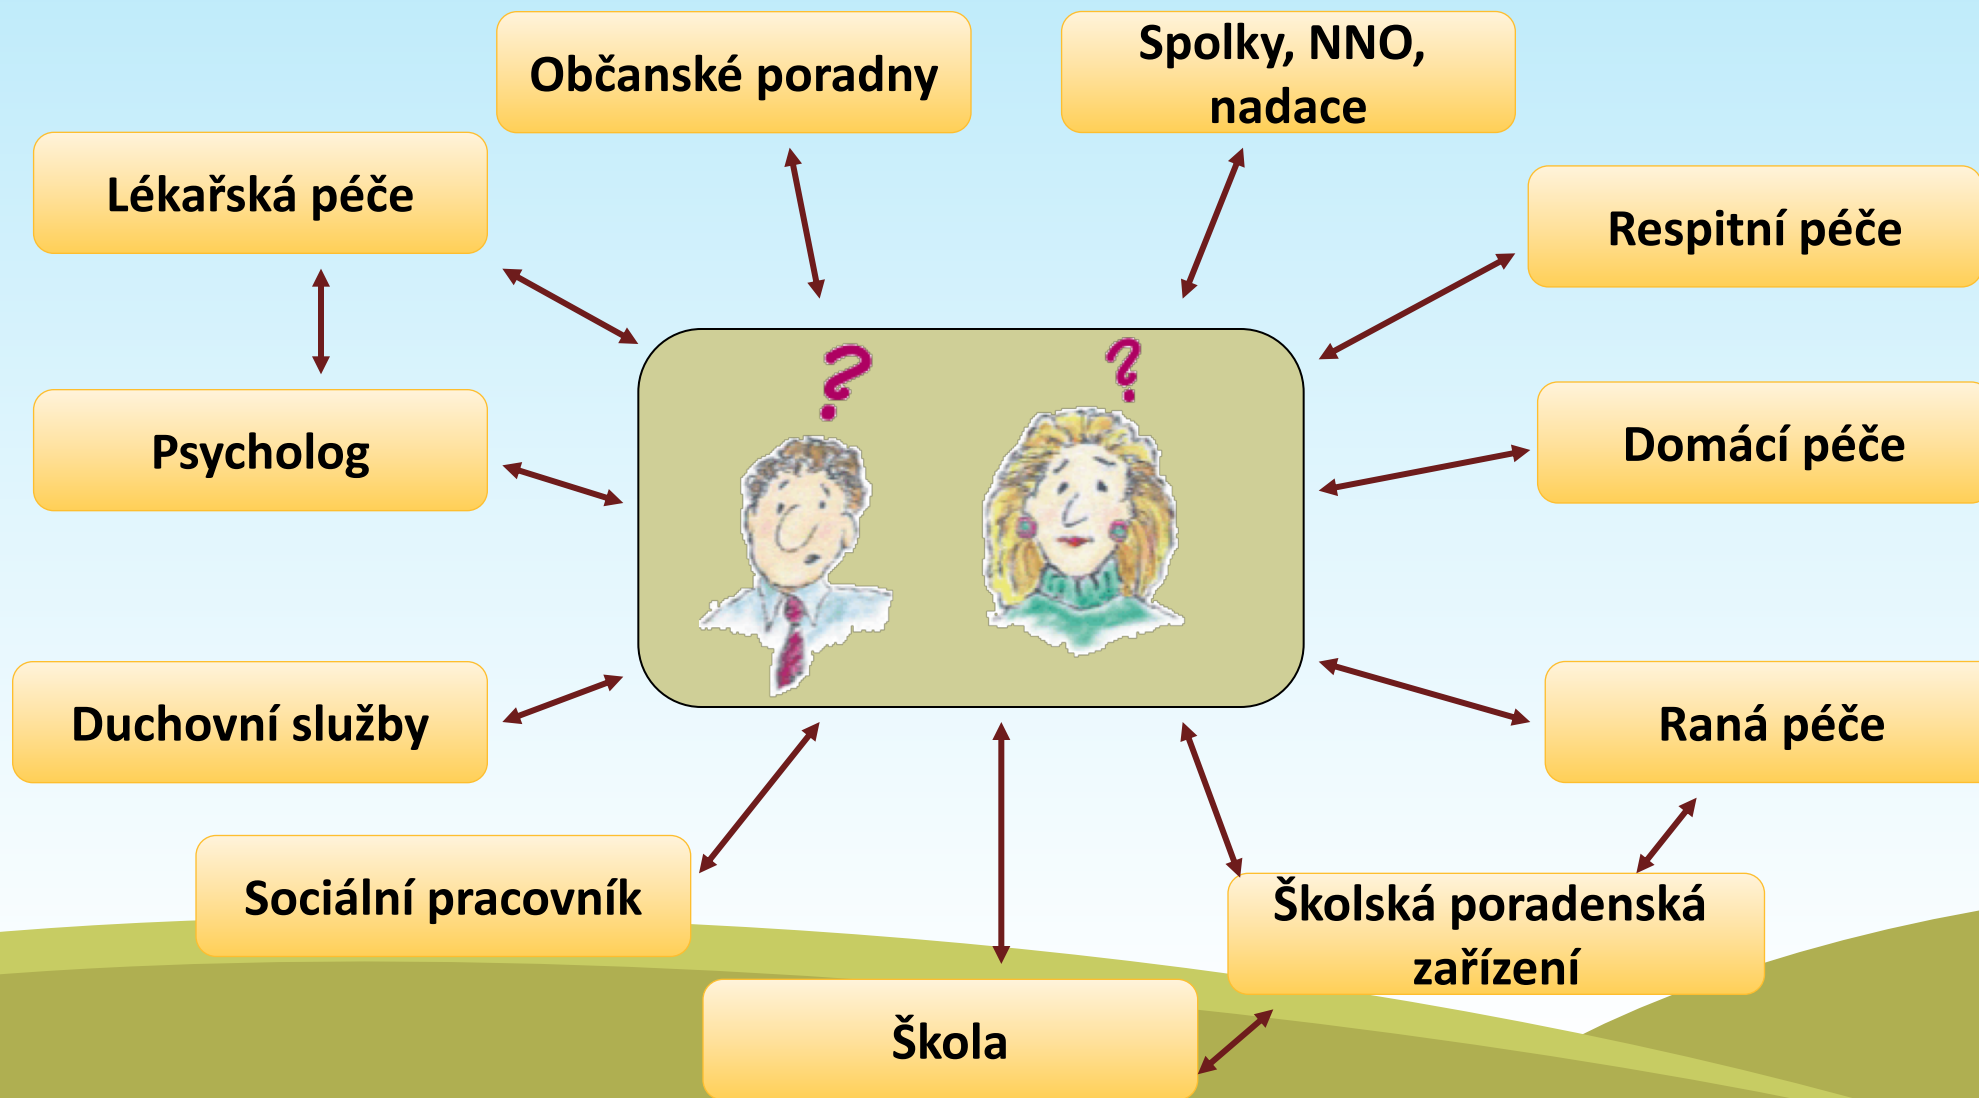 Občanské poradny
Spolky, NNO,
nadace
Lékařská péče
Respitní péče
?
?
Psycholog
Domácí péče
Duchovní služby
Raná péče
Sociální pracovník
Školská poradenská
zařízení
Škola